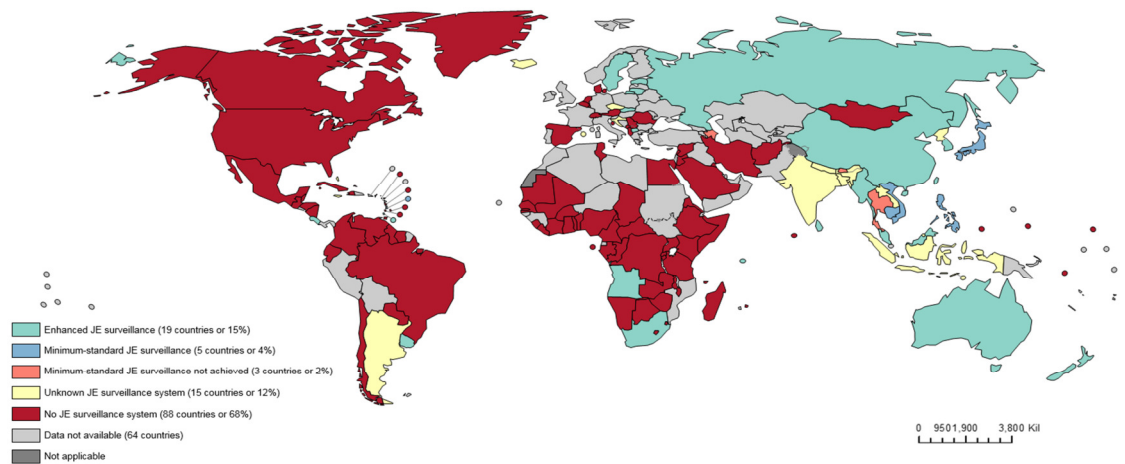 Enhanced JE surveillance (19 countries or 15%)
Minimum-standard JE surveillance (5 countries or 4%)
Minimum-standard JE surveillance not achieved (3 countries or 2%)
Unknown JE surveillance system (15 countries or 12%)
No JE surveillance system (88 countries or 68%)
Data not available (64 countries)
Not applicable
0 950 1,900 3,800 Kil